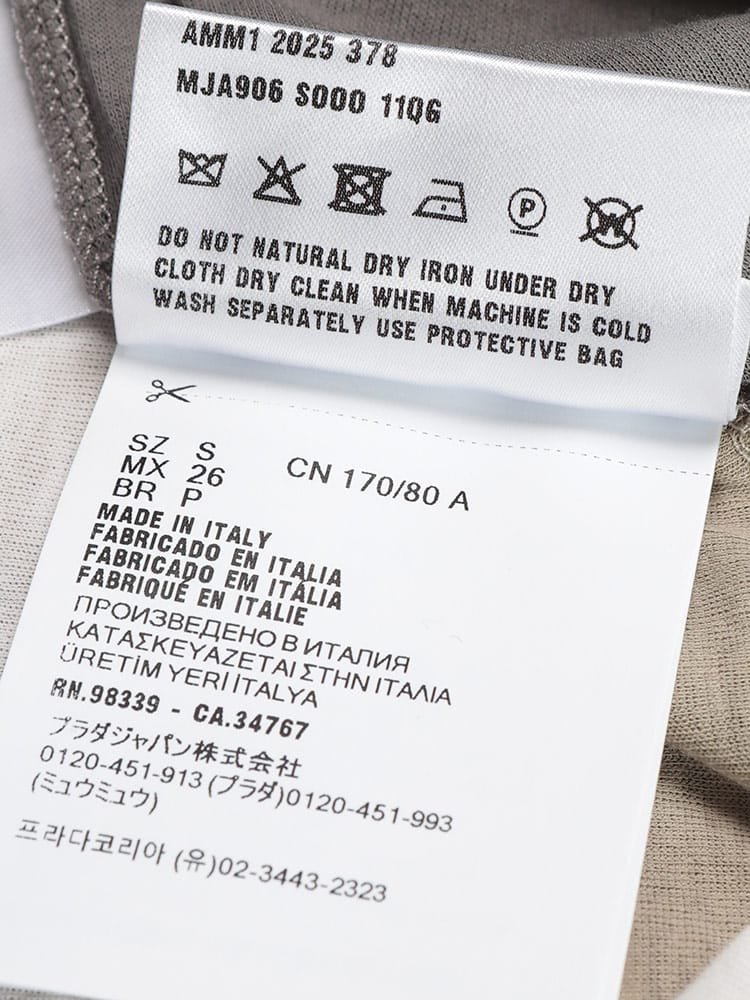 AMM1 2025 378
MJA906 S000 11Q6
P
W
DO NOT NATURAL DRY IRON UNDER DRY
CLOTH DRY CLEAN WHEN MACHINE IS COLD
WASH SEPARATELY USE PROTECTIVE BAG
SZ S
MX 26 CN 170/80 A
BR P
MADE IN ITALY
FABRICADO EN ITALIA
FABRICADO EM ITÁLIA
FABRIQUÉ EN ITALIE
ПРОИЗВЕДЕНО В ИТАЛИЯ
ΚΑΤΑΣΚΕΥΑΖΕΤΑΙ ΣΤΗΝ ΙΤΑΛΙΑ
ÜRETİM YERI İTALYA
RN.98339 - CA.34767
プラダジャパン株式会社
0120-451-913 (プラダ)0120-451-993
(ミュウミュウ)
프라다코리아 (유)02-3443-2323